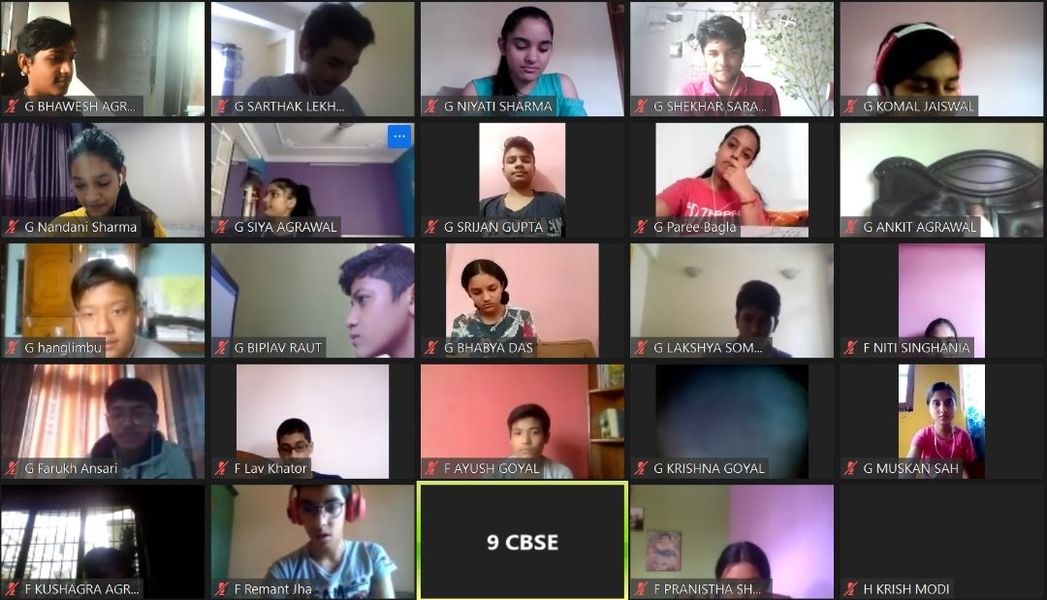 G BHAWESH AGR...
G SARTHAK LEKH...
G NIYATI SHARMA
G SHEKHAR SARA...
G KOMAL JAISWAL
G Nandani Sharma
G SIYA AGRAWAL
G SRIJAN GUPTA
G Paree Bagla
G ANKIT AGRAWAL
G hanglimbu
G BIPlAV RAUT
G BHABYA DAS
G LAKSHYA SOM...
F NITI SINGHANIA
G Farukh Ansari
F Lav Khator
F AYUSH GOYAL
G KRISHNA GOYAL
G MUSKAN SAH
F KUSHAGRA AGR...
F Remant Jha
9 CBSE
F PRANISTHA SH...
H KRISH MODI